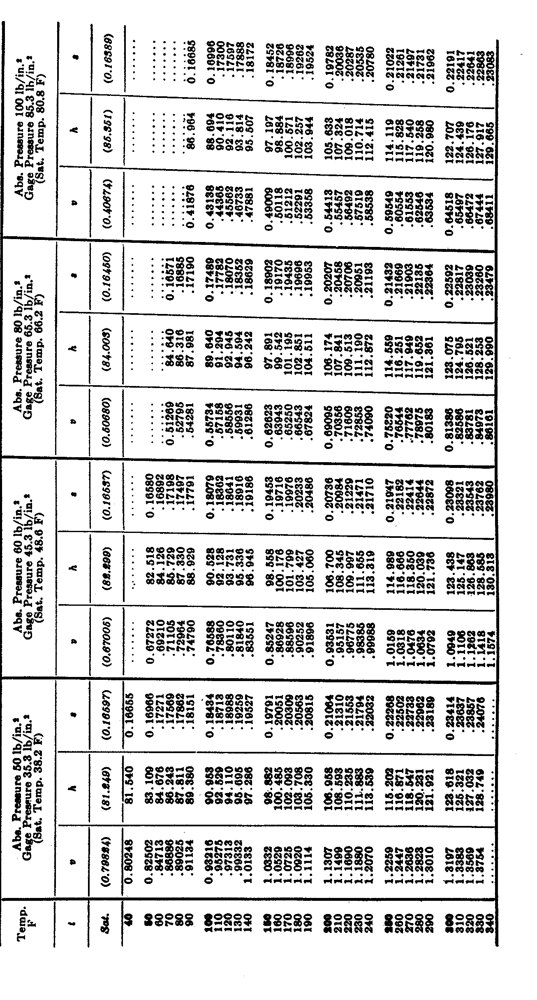 Temp. F | Abs. Pressure 50 lb/in.² Gage Pressure 35.3 lb/in.² (Sat. Temp. 38.2 F) | Abs. Pressure 60 lb/in.² Gage Pressure 45.3 lb/in.² (Sat. Temp. 48.6 F) | Abs. Pressure 80 lb/in.² Gage Pressure 65.3 lb/in.² (Sat. Temp. 66.2 F) | Abs. Pressure 100 lb/in.² Gage Pressure 85.3 lb/in.² (Sat. Temp. 80.8 F)
t v h s v h s v h s v h s
Sat. (0.79824) (81.249) (0.16597) (0.67005) (82.299) (0.16537) (0.50680) (84.003) (0.16450) (0.40674) (85.351) (0.16389)
40 0.80248 81.540 0.16655 ...... ...... ...... ...... ...... ...... ...... ...... ......
50 0.82502 83.109 0.16966 0.67272 82.518 0.16580 ...... ...... ...... ...... ...... ......
60 .84713 84.676 .17271 .69210 84.126 .16892 ...... ...... ...... ...... ...... ......
70 .86886 86.243 .17569 .71105 85.729 .17198 0.51269 84.640 0.16571 ...... ...... ......
80 .89025 87.811 .17862 .72964 87.330 .17497 .52795 86.316 .16885 ...... ...... ......
90 .91134 89.380 .18151 .74790 88.929 .17791 .54281 87.981 .17190 0.41876 86.964 0.16685
100 0.93216 90.953 0.18434 0.76588 90.528 0.18079 0.55734 89.640 0.17489 0.43138 88.694 0.16996
110 .95275 92.529 .18713 .78360 92.128 .18362 .57158 91.294 .17782 .44365 90.410 .17300
120 .97313 94.110 .18988 .80110 93.731 .18641 .58556 92.945 .18070 .45562 92.116 .17597
130 .99332 95.695 .19259 .81840 95.336 .18916 .59931 94.594 .18352 .46733 93.814 .17888
140 1.0133 97.286 .19527 .83551 96.945 .19186 .61286 96.242 .18629 .47881 95.507 .18172
150 1.0332 98.882 0.19791 0.85247 98.558 0.19453 0.62623 97.891 0.18902 0.49009 97.197 0.18452
160 1.0529 100.485 .20051 .86928 100.176 .19716 .63943 99.542 .19170 .50118 98.884 .18726
170 1.0725 102.093 .20309 .88596 101.799 .19976 .65250 101.195 .19435 .51212 100.571 .18996
180 1.0920 103.708 .20563 .90252 103.427 .20233 .66543 102.851 .19696 .52291 102.257 .19262
190 1.1114 105.330 .20815 .91896 105.060 .20486 .67824 104.511 .19953 .53358 103.944 .19524
200 1.1307 106.958 0.21064 0.93531 106.700 0.20736 0.69095 106.174 0.20207 0.54413 105.633 0.19782
210 1.1499 108.593 .21310 .95157 108.345 .20984 .70356 107.841 .20458 .55457 107.324 .20036
220 1.1690 110.235 .21553 .96775 109.997 .21229 .71609 109.513 .20706 .56492 109.018 .20287
230 1.1880 111.883 .21794 .98385 111.655 .21471 .72853 111.190 .20951 .57519 110.714 .20535
240 1.2070 113.539 .22032 .99988 113.319 .21710 .74090 112.872 .21193 .58538 112.415 .20780
250 1.2259 115.202 0.22268 1.0159 114.989 0.21947 0.75320 114.559 0.21432 0.59549 114.119 0.21022
260 1.2447 116.871 .22502 1.0318 116.666 .22182 .76544 116.251 .21669 .60554 115.828 .21261
270 1.2636 118.547 .22733 1.0476 118.350 .22414 .77762 117.949 .21903 .61553 117.540 .21497
280 1.2823 120.231 .22962 1.0634 120.039 .22644 .78975 119.652 .22135 .62546 119.258 .21731
290 1.3010 121.921 .23189 1.0792 121.736 .22872 .80183 121.361 .22364 .63534 120.980 .21962
300 1.3197 123.618 0.23414 1.0949 123.438 0.23098 0.81386 123.075 0.22592 0.64518 122.707 0.22191
310 1.3383 125.321 .23637 1.1106 125.147 .23321 .82586 124.795 .22817 .65497 124.439 .22417
320 1.3569 127.032 .23857 1.1262 126.863 .23543 .83781 126.521 .23039 .66472 126.176 .22641
330 1.3754 128.749 .24076 1.1418 128.585 .23762 .84973 128.253 .23260 .67444 127.917 .22863
340 ...... ...... ...... 1.1574 130.313 .23980 .86161 129.990 .23479 .68411 129.665 .23083